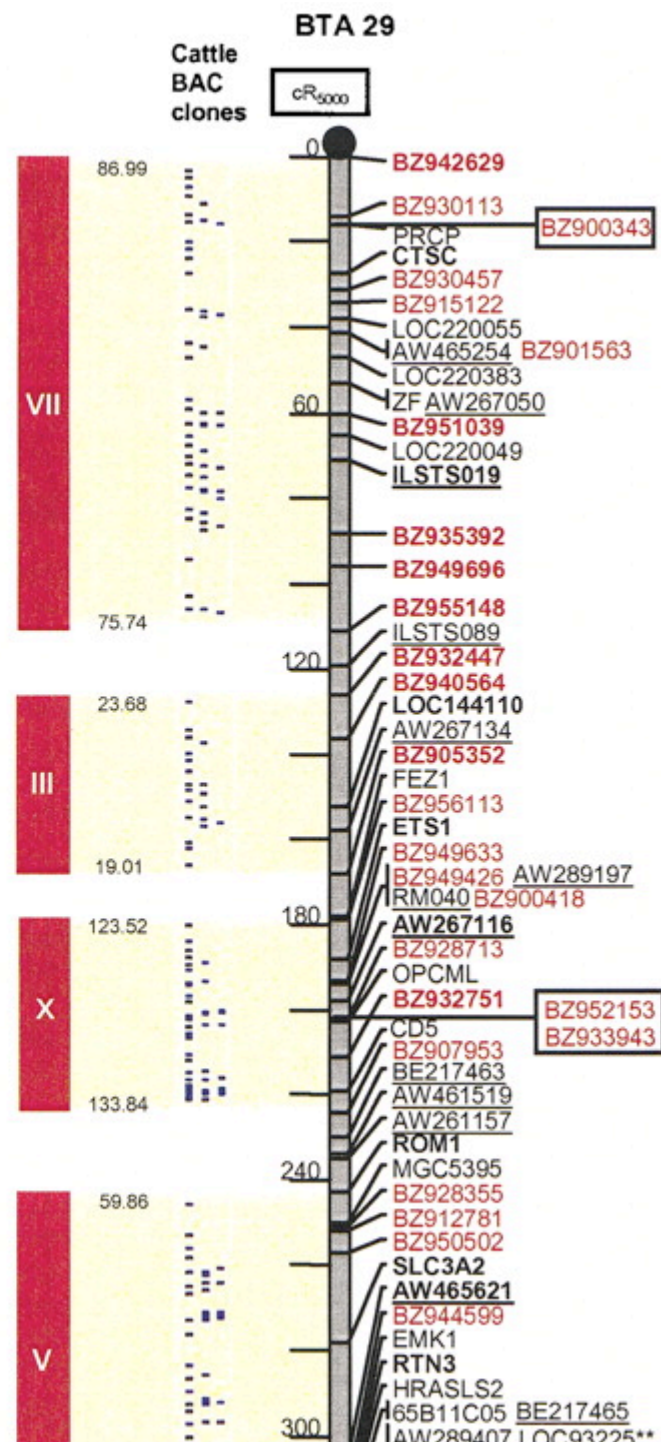 BTA 29
Cattle
BAC
clones
cR5000
0
86.99
BZ942629
BZ930113
BZ900343
PRCP
CTSC
BZ930457
BZ915122
LOC220055
AW465254 BZ901563
LOC220383
VII
ZF AW267050
60
BZ951039
LOC220049
ILSTS019
BZ935392
BZ949696
BZ955148
75.74
ILSTS089
120
BZ932447
BZ940564
23.68
LOC144110
AW267134
BZ905352
III
FEZ1
BZ956113
ETS1
BZ949633
19.01
BZ949426 AW289197
RM040 BZ900418
180
123.52
AW267116
BZ928713
OPCML
X
BZ932751
BZ952153
CD5
BZ933943
BZ907953
BE217463
AW461519
133.84
AW261157
ROM1
240
MGC5395
59.86
BZ928355
BZ912781
BZ950502
SLC3A2
AW465621
BZ944599
EMK1
V
RTN3
HRASLS2
65B11C05 BE217465
300
AW289407 LOC93225**